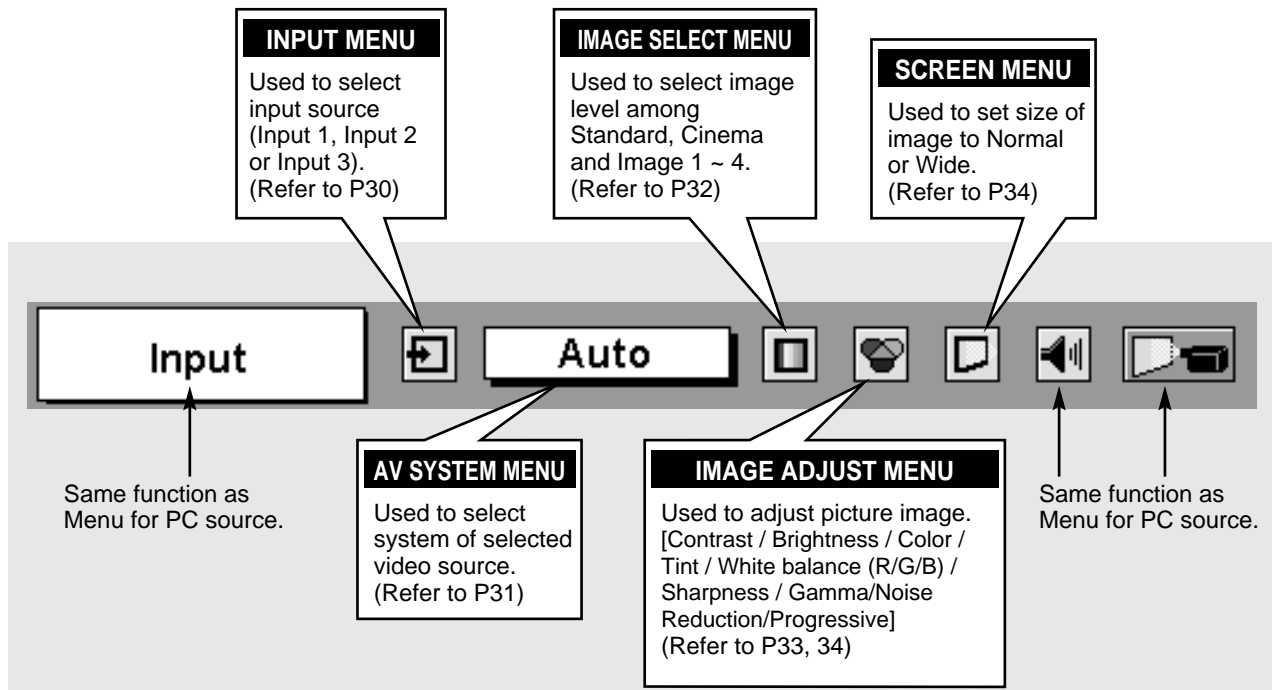 INPUT MENU
Used to select
input source
(Input 1, Input 2
or Input 3).
(Refer to P30)
IMAGE SELECT MENU
Used to select image
level among
Standard, Cinema
and Image 1 ~ 4.
(Refer to P32)
SCREEN MENU
Used to set size of
image to Normal
or Wide.
(Refer to P34)
Input
Auto
Same function as
Menu for PC source.
AV SYSTEM MENU
Used to select
system of selected
video source.
(Refer to P31)
IMAGE ADJUST MENU
Used to adjust picture image.
[Contrast / Brightness / Color /
Tint / White balance (R/G/B) /
Sharpness / Gamma/Noise
Reduction/Progressive]
(Refer to P33, 34)
Same function as
Menu for PC source.